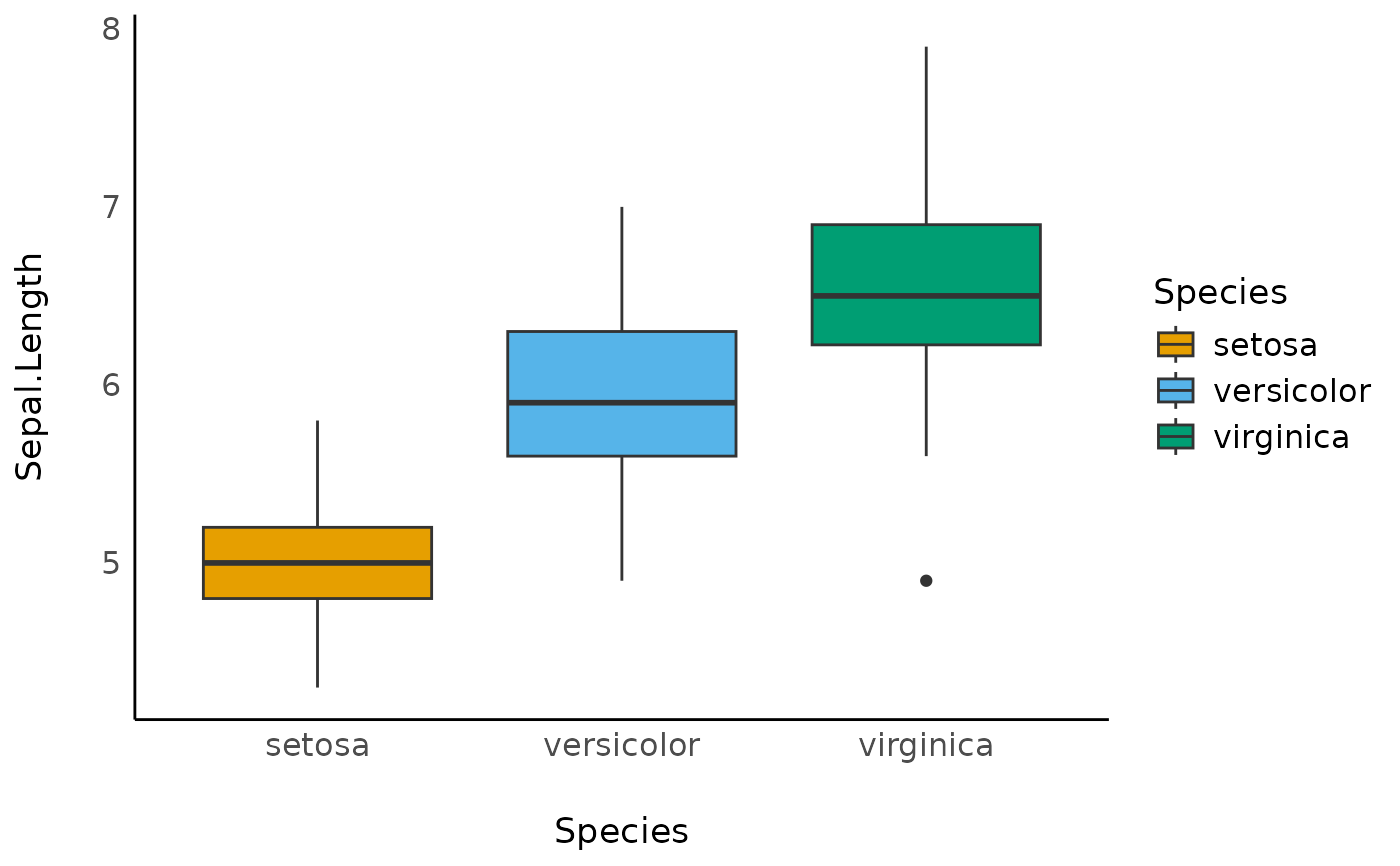 Sepal.Length
8
7
6
5
setosa versicolor virginica
Species
Species
setosa
versicolor
virginica